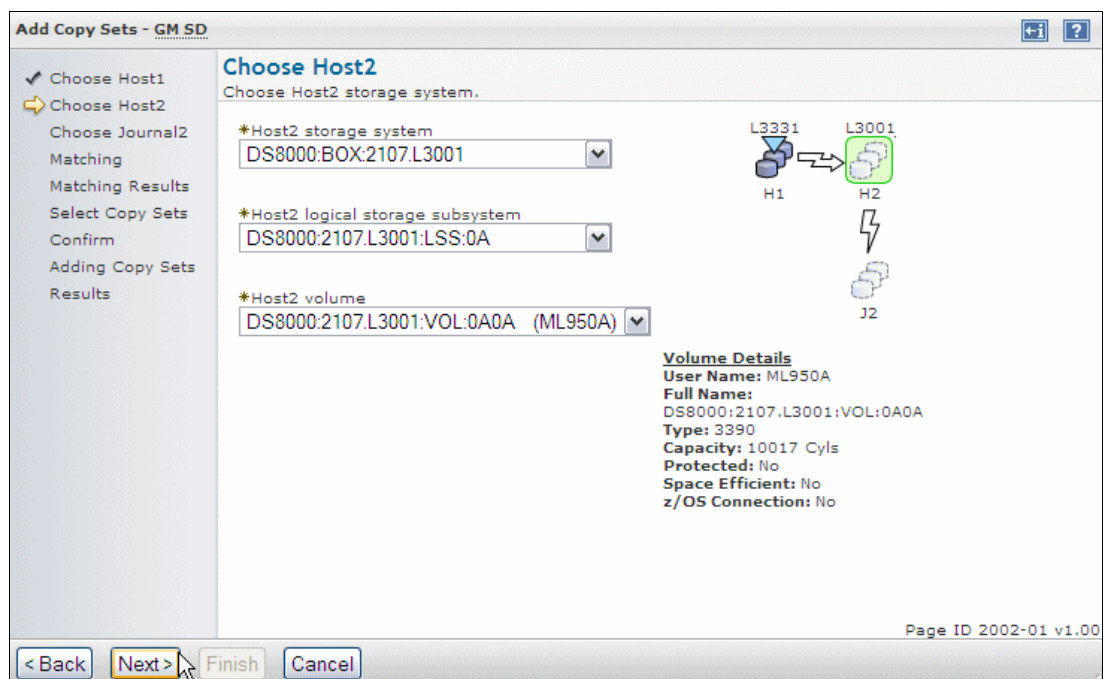 Add Copy Sets - GM SD
Choose Host1
Choose Host2
Choose Journal2
Matching
Matching Results
Select Copy Sets
Confirm
Adding Copy Sets
Results
Choose Host2
Choose Host2 storage system.
*Host2 storage system
DS8000:BOX:2107.L3001
*Host2 logical storage subsystem
DS8000:2107.L3001:LSS:0A
*Host2 volume
DS8000:2107.L3001:VOL:0A0A (ML950A)
L3331 L3001
H1 H2
J2
Volume Details
User Name: ML950A
Full Name:
DS8000:2107.L3001:VOL:0A0A
Type: 3390
Capacity: 10017 Cyls
Protected: No
Space Efficient: No
z/OS Connection: No
Page ID 2002-01 v1.00
< Back Next > Finish Cancel